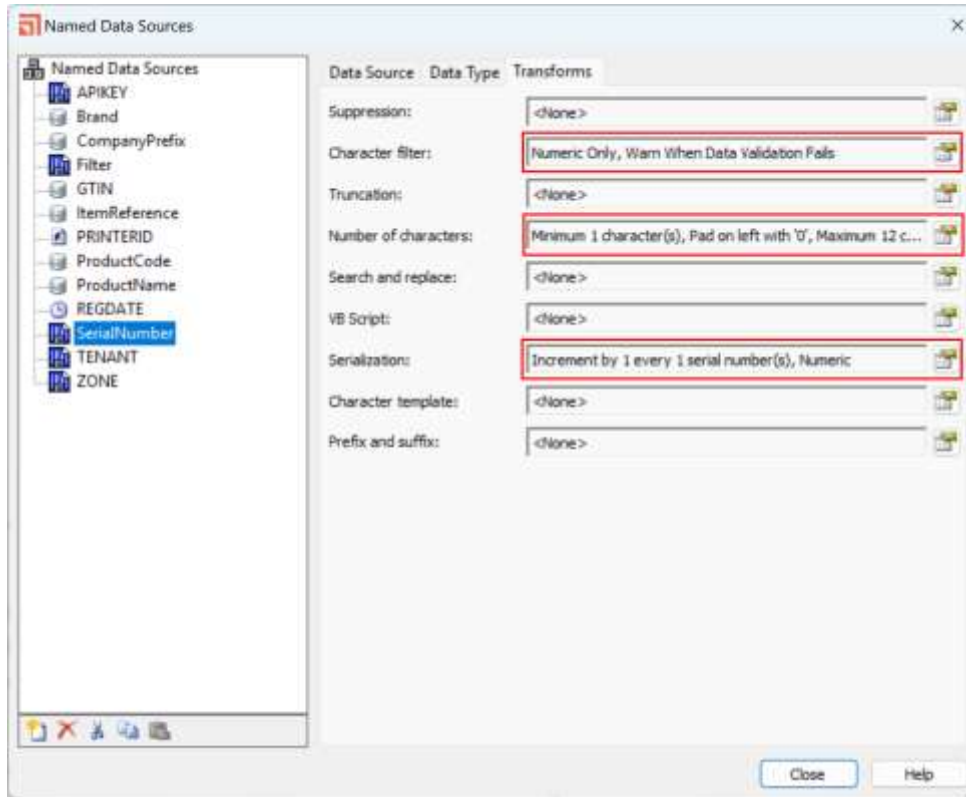 Named Data Sources
Named Data Sources
APIKEY
Brand
CompanyPrefix
Filter
GTIN
ItemReference
PRINTERID
ProductCode
ProductName
REGDATE
SerialNumber
TENANT
ZONE
Data Source Data Type Transforms
Suppression: <None>
Character filter: Numeric Only, Warn When Data Validation Fails
Truncation: <None>
Number of characters: Minimum 1 character(s), Pad on left with '0', Maximum 12 c...
Search and replace: <None>
VB Script: <None>
Serialization: Increment by 1 every 1 serial number(s), Numeric
Character template: <None>
Prefix and suffix: <None>
Close Help